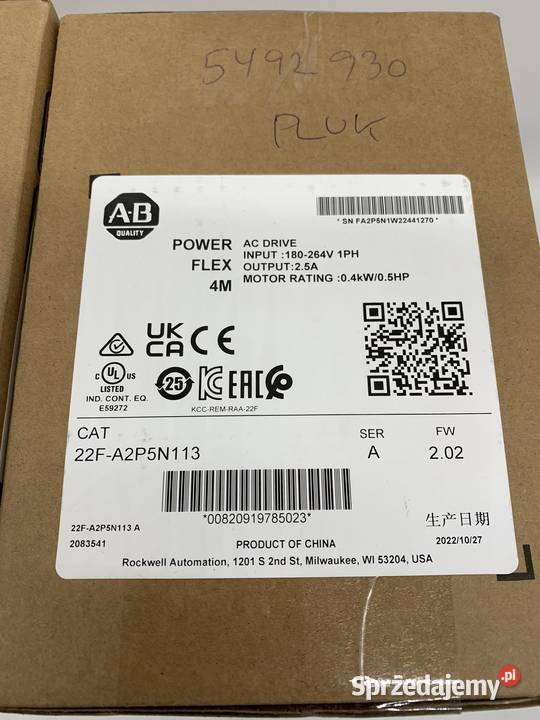 5492 930
PLUK
A-B
QUALITY
* SN FA2P5N1W22441270 *
POWER FLEX 4M
AC DRIVE
INPUT :180-264V 1PH
OUTPUT:2.5A
MOTOR RATING :0.4kW/0.5HP
UK CA CE
C UL US
LISTED
IND. CONT. EQ.
E59272
25
EAC
KCC-REM-RAA-22F
CAT
22F-A2P5N113
SER
A
FW
2.02
*00820919785023*
22F-A2P5N113 A
2083541
生产日期
2022/10/27
PRODUCT OF CHINA
Rockwell Automation, 1201 S 2nd St, Milwaukee, WI 53204, USA
Sprzedajemy.pl